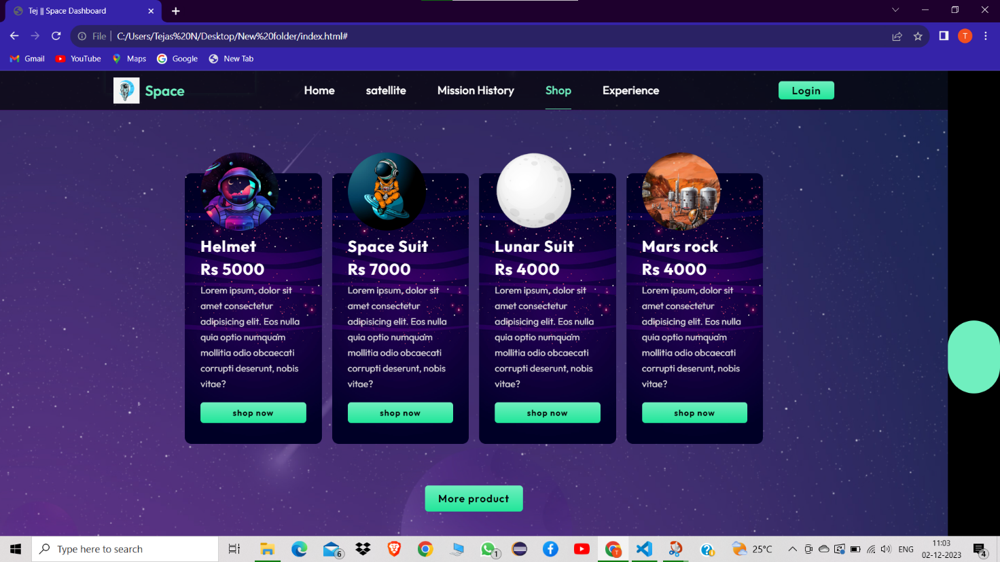 Tej || Space Dashboard
File
C:/Users/Tejas%20N/Desktop/New%20folder/index.html#
T
Gmail
YouTube
Maps
Google
New Tab
Space
Home
satellite
Mission History
Shop
Experience
Login
Helmet
Rs 5000
Lorem ipsum, dolor sit
amet consectetur
adipisicing elit. Eos nulla
quia optio numquam
mollitia odio obcaecati
corrupti deserunt, nobis
vitae?
shop now
Space Suit
Rs 7000
Lorem ipsum, dolor sit
amet consectetur
adipisicing elit. Eos nulla
quia optio numquam
mollitia odio obcaecati
corrupti deserunt, nobis
vitae?
shop now
Lunar Suit
Rs 4000
Lorem ipsum, dolor sit
amet consectetur
adipisicing elit. Eos nulla
quia optio numquam
mollitia odio obcaecati
corrupti deserunt, nobis
vitae?
shop now
Mars rock
Rs 4000
Lorem ipsum, dolor sit
amet consectetur
adipisicing elit. Eos nulla
quia optio numquam
mollitia odio obcaecati
corrupti deserunt, nobis
vitae?
shop now
More product
Type here to search
6
1
T
25°C
ENG
11:03
02-12-2023
4